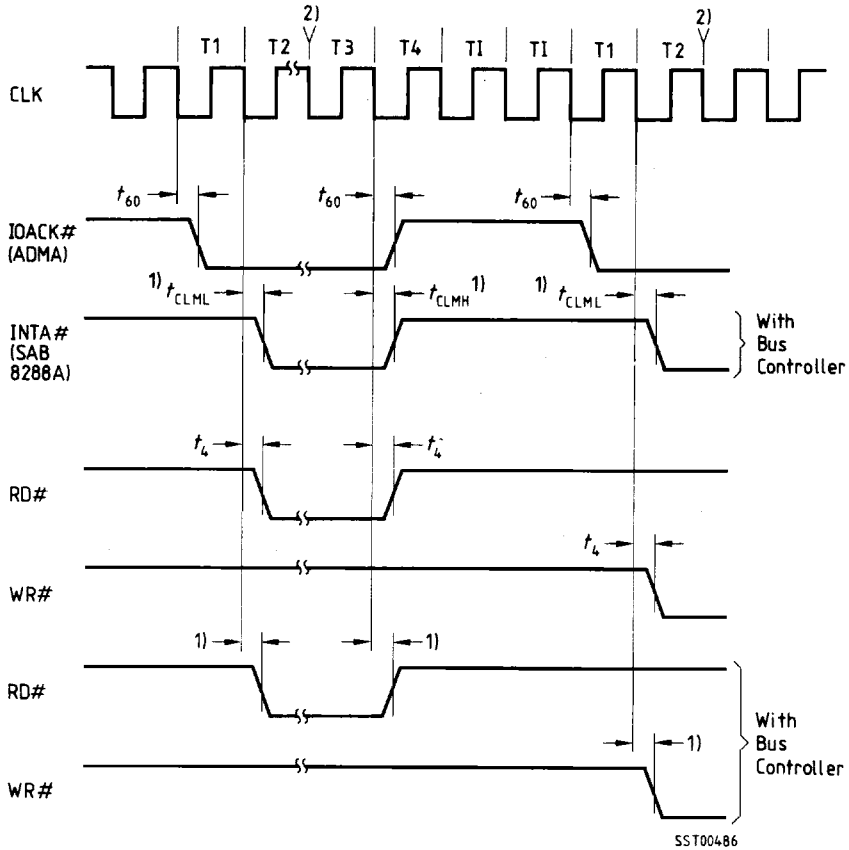 2) 2)
T1 T2 T3 T4 TI TI T1 T2
CLK
t60 t60 t60
IOACK#
(ADMA)
1) tCLML tCLMH 1) 1) tCLML
INTA#
(SAB
8288A)
With
Bus
Controller
t4 t4
RD#
t4
WR#
1) 1)
RD#
With
Bus
Controller
1)
WR#
SST00486